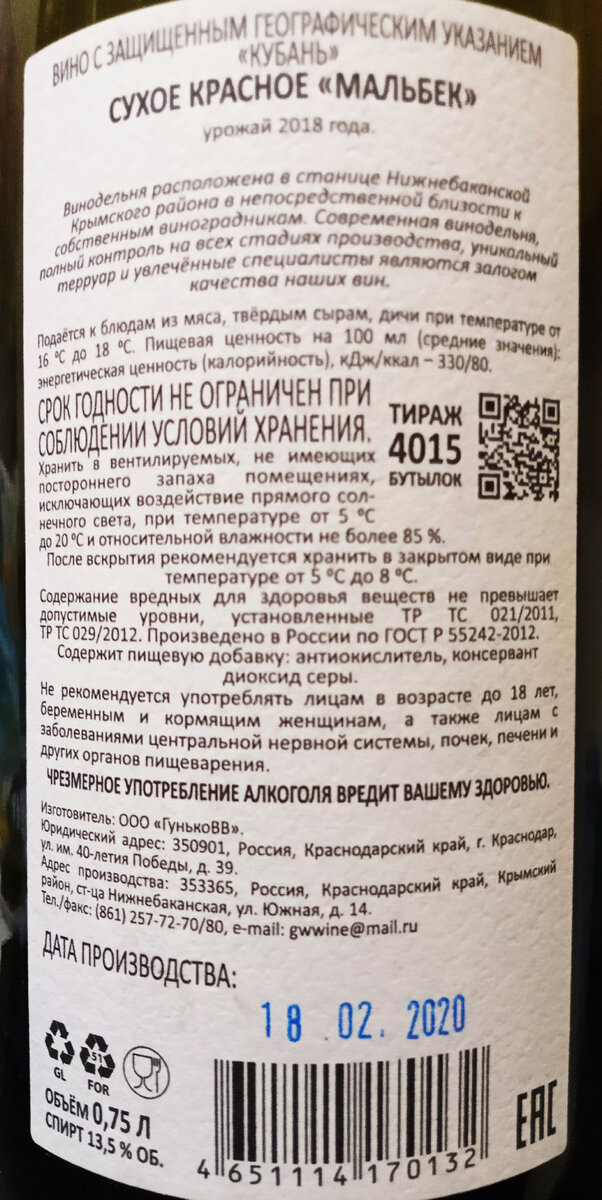 ВИНО С ЗАЩИЩЕННЫМ ГЕОГРАФИЧЕСКИМ УКАЗАНИЕМ
«КУБАНЬ»
СУХОЕ КРАСНОЕ «МАЛЬБЕК»
урожай 2018 года.
Винодельня расположена в станице Нижнебаканской
Крымского района в непосредственной близости к
собственным виноградникам. Современная винодельня,
полный контроль на всех стадиях производства, уникальный
терруар и увлечённые специалисты являются залогом
качества наших вин.
Подаётся к блюдам из мяса, твёрдым сырам, дичи при температуре от
16 °С до 18 °С. Пищевая ценность на 100 мл (средние значения):
энергетическая ценность (калорийность), кДж/ккал – 330/80.
СРОК ГОДНОСТИ НЕ ОГРАНИЧЕН ПРИ
СОБЛЮДЕНИИ УСЛОВИЙ ХРАНЕНИЯ.
Хранить в вентилируемых, не имеющих
постороннего запаха помещениях,
исключающих воздействие прямого сол-
нечного света, при температуре от 5 °С
до 20 °С и относительной влажности не более 85 %.
ТИРАЖ
4015
БУТЫЛОК
После вскрытия рекомендуется хранить в закрытом виде при
температуре от 5 °С до 8 °С.
Содержание вредных для здоровья веществ не превышает
допустимые уровни, установленные ТР ТС 021/2011,
ТР ТС 029/2012. Произведено в России по ГОСТ Р 55242-2012.
Содержит пищевую добавку: антиокислитель, консервант
диоксид серы.
Не рекомендуется употреблять лицам в возрасте до 18 лет,
беременным и кормящим женщинам, а также лицам с
заболеваниями центральной нервной системы, почек, печени и
других органов пищеварения.
ЧРЕЗМЕРНОЕ УПОТРЕБЛЕНИЕ АЛКОГОЛЯ ВРЕДИТ ВАШЕМУ ЗДОРОВЬЮ.
Изготовитель: ООО «ГунькоВВ».
Юридический адрес: 350901, Россия, Краснодарский край, г. Краснодар,
ул. им. 40-летия Победы, д. 39.
Адрес производства: 353365, Россия, Краснодарский край, Крымский
район, ст-ца Нижнебаканская, ул. Южная, д. 14.
Тел./факс: (861) 257-72-70/80, e-mail: gwwine@mail.ru
ДАТА ПРОИЗВОДСТВА:
18 .02. 2020
GL
51
FOR
ОБЪЁМ 0,75 Л
СПИРТ 13,5 % ОБ.
4 651114 170132
EAC